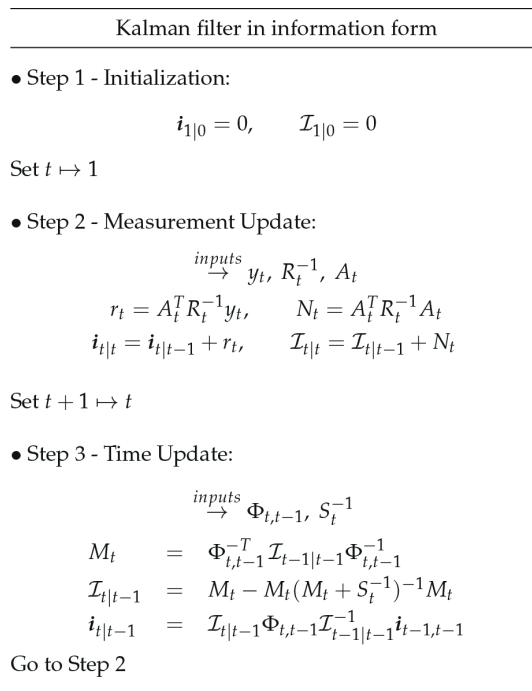 Kalman filter in information form
• Step 1 - Initialization:
i_{1|0} = 0, ℐ_{1|0} = 0
Set t ↦ 1
• Step 2 - Measurement Update:
\overset{inputs}{→} y_t, R_t^{-1}, A_t
r_t = A_t^T R_t^{-1} y_t, N_t = A_t^T R_t^{-1} A_t
i_{t|t} = i_{t|t-1} + r_t, ℐ_{t|t} = ℐ_{t|t-1} + N_t
Set t + 1 ↦ t
• Step 3 - Time Update:
\overset{inputs}{→} Φ_{t,t-1}, S_t^{-1}
M_t = Φ_{t,t-1}^{-T} ℐ_{t-1|t-1} Φ_{t,t-1}^{-1}
ℐ_{t|t-1} = M_t − M_t(M_t + S_t^{-1})^{-1} M_t
i_{t|t-1} = ℐ_{t|t-1} Φ_{t,t-1} ℐ_{t-1|t-1}^{-1} i_{t-1,t-1}
Go to Step 2